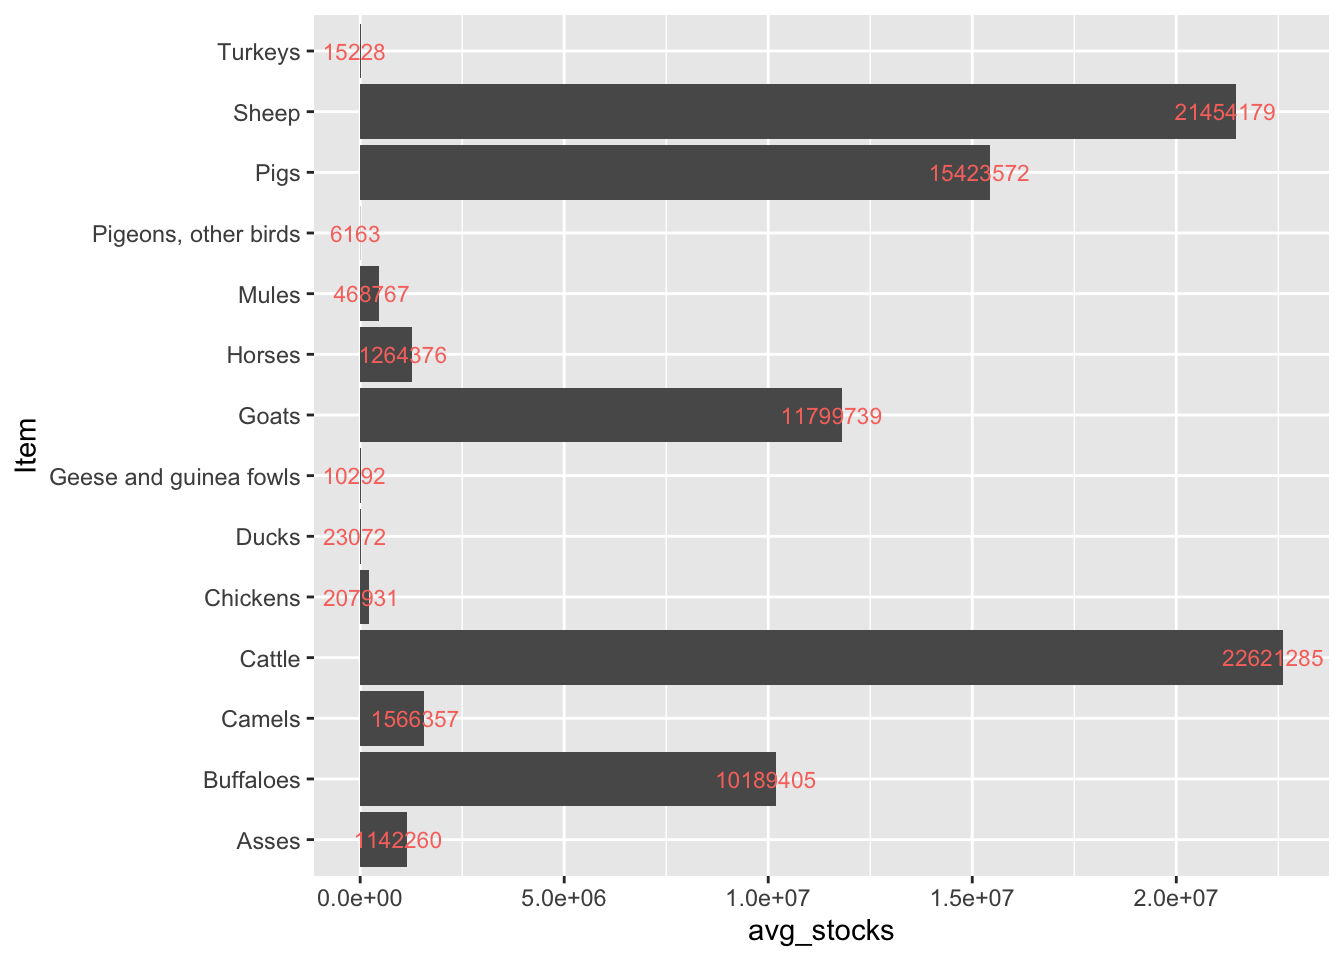 Item
Turkeys 15228
Sheep 21454179
Pigs 15423572
Pigeons, other birds 6163
Mules 468767
Horses 1264376
Goats 11799739
Geese and guinea fowls 10292
Ducks 23072
Chickens 207931
Cattle 22621285
Camels 1566357
Buffaloes 10189405
Asses 1142260
0.0e+00 5.0e+06 1.0e+07 1.5e+07 2.0e+07
avg_stocks